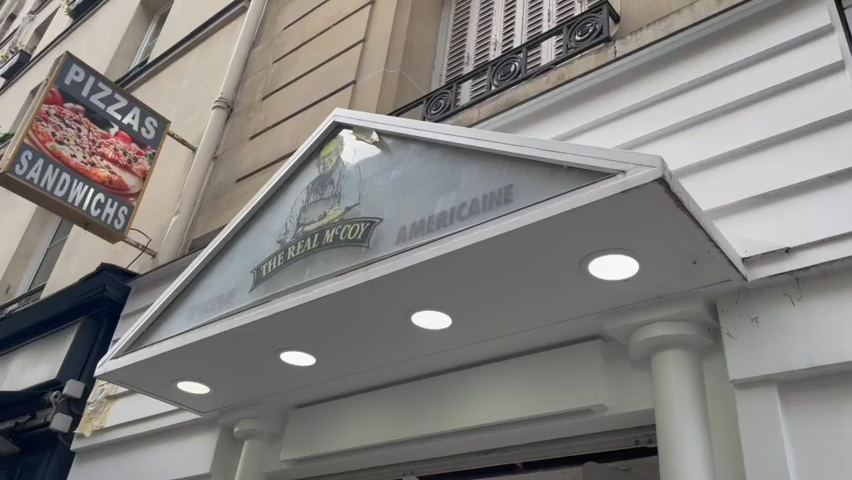 PIZZAS
SANDWICHS
THE REAL McCOY
AMERICAINE